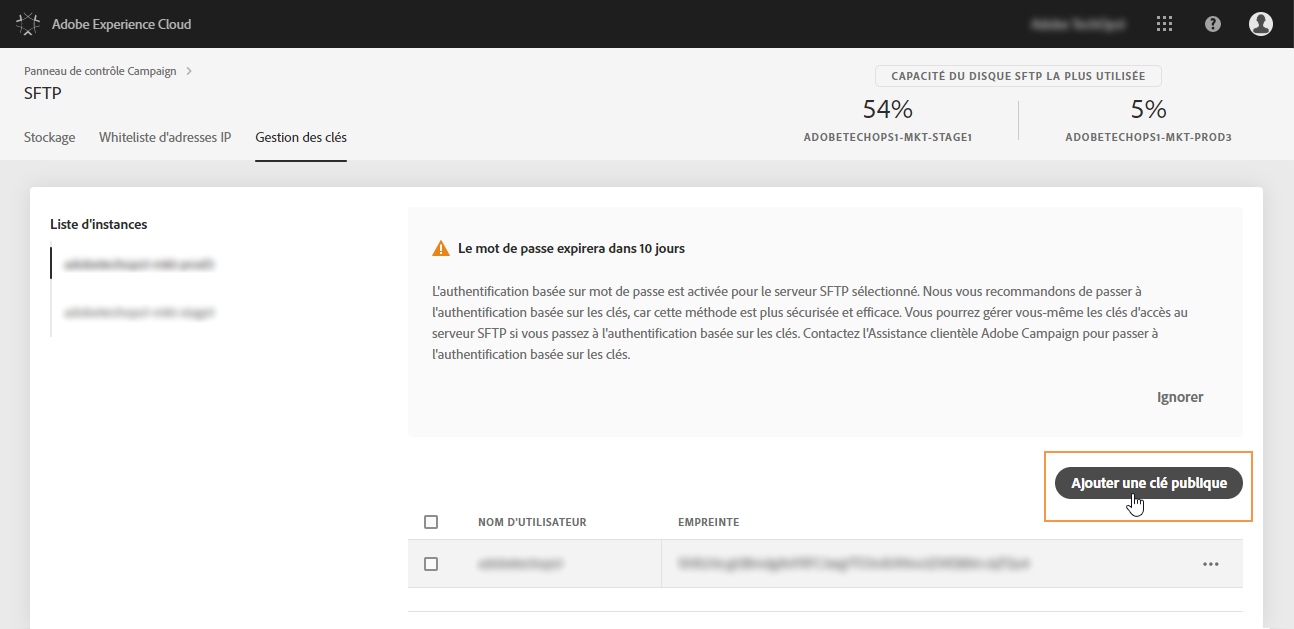 Adobe Experience Cloud
Panneau de contrôle Campaign
SFTP
CAPACITÉ DU DISQUE SFTP LA PLUS UTILISÉE
54%
5%
ADOBETECHOPS1-MKT-STAGE1
ADOBETECHOPS1-MKT-PROD3
Stockage
Whiteliste d'adresses IP
Gestion des clés
Liste d'instances
Le mot de passe expirera dans 10 jours
L'authentification basée sur mot de passe est activée pour le serveur SFTP sélectionné. Nous vous recommandons de passer à
l'authentification basée sur les clés, car cette méthode est plus sécurisée et efficace. Vous pourrez gérer vous-même les clés d'accès au
serveur SFTP si vous passez à l'authentification basée sur les clés. Contactez l'Assistance clientèle Adobe Campaign pour passer à
l'authentification basée sur les clés.
Ignorer
Ajouter une clé publique
NOM D'UTILISATEUR
EMPREINTE